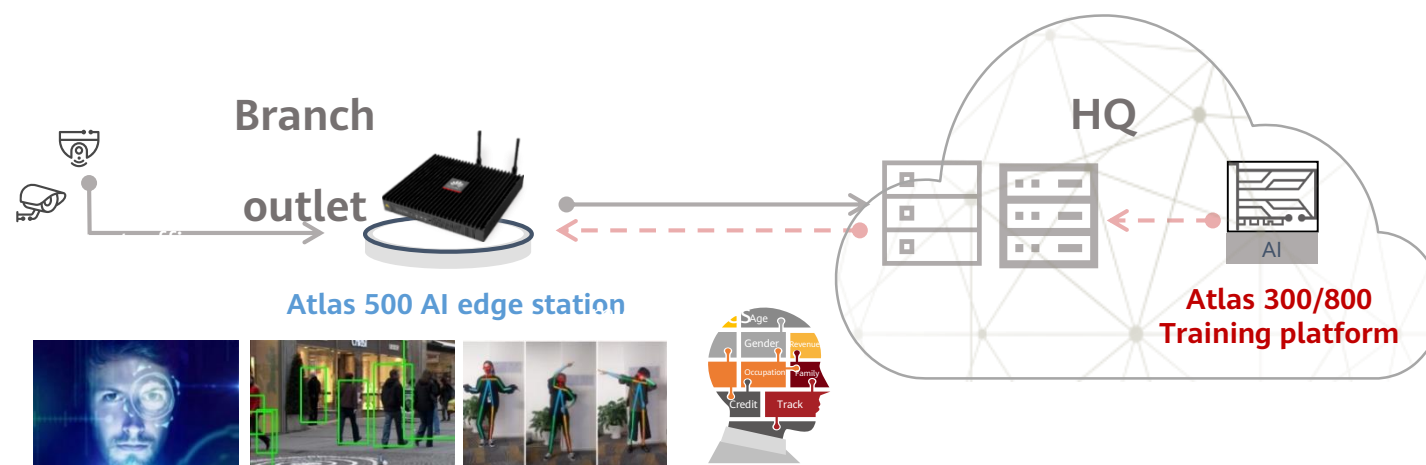 Branch
outlet
HQ
AI
Atlas 500 AI edge station
Atlas 300/800
Training platform
Age
Gender
Revenue
Occupation
Family
Credit
Track